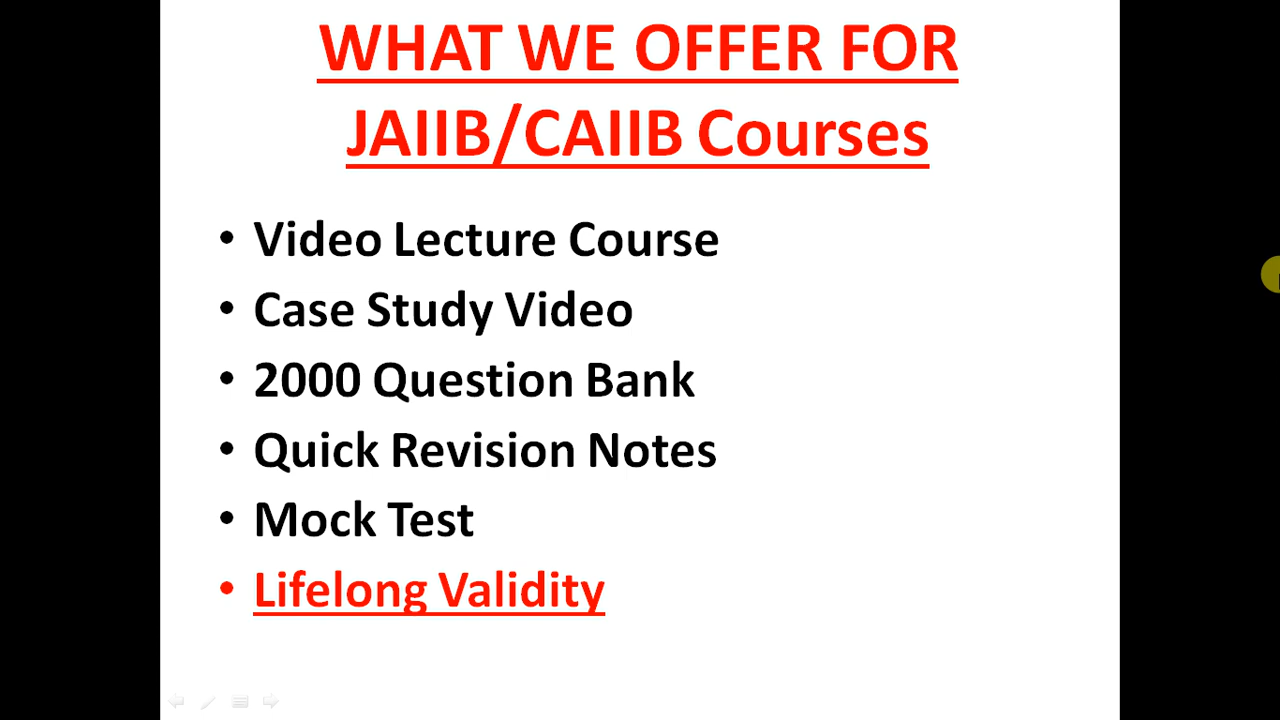 WHAT WE OFFER FOR
JAIIB/CAIIB Courses
• Video Lecture Course
• Case Study Video
• 2000 Question Bank
• Quick Revision Notes
• Mock Test
• Lifelong Validity